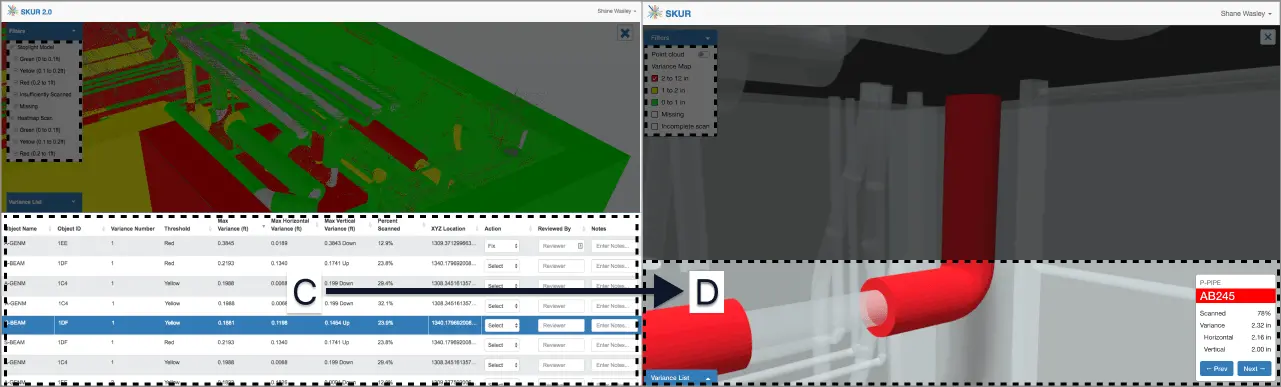 SKUR 2.0
Shane Wasley
Filters
Stoplight Model
Green (0 to 0.1ft)
Yellow (0.1 to 0.2ft)
Red (0.2 to 1ft)
Insufficiently Scanned
Missing
Heatmap Scan
Green (0 to 0.1ft)
Yellow (0.1 to 0.2ft)
Red (0.2 to 1ft)
Variance List
Object Name Object ID Variance Number Threshold Max Variance (ft) Max Horizontal Variance (ft) Max Vertical Variance (ft) Percent Scanned XYZ Location Action Reviewed By Notes
-GENM 1EE 1 Red 0.3845 0.0189 0.3843 Down 12.9% 1309.371299663... Fix Reviewer Enter Notes...
-BEAM 1DF 1 Red 0.2193 0.1340 0.1741 Up 23.8% 1340.179692008... Select Reviewer Enter Notes...
-GENM 1C4 1 Yellow 0.1988 0.199 Down 29.4% 1308.345161357... Select Reviewer Enter Notes...
-GENM 1C4 1 Yellow 0.1988 0.199 Down 32.1% 1308.345161357... Select Reviewer Enter Notes...
-BEAM 1DF 1 Yellow 0.1861 0.1198 0.1454 Up 23.9% 1340.179692008... Select Reviewer Enter Notes...
-BEAM 1DF 1 Red 0.2193 0.1340 0.1741 Up 23.8% 1340.179692008... Select Reviewer Enter Notes...
-GENM 1C4 1 Yellow 0.1988 0.0068 0.199 Down 29.4% 1308.345161357... Select Reviewer Enter Notes...
C
D
SKUR
Shane Wasley
Filters
Point cloud
Variance Map
2 to 12 in
1 to 2 in
0 to 1 in
Missing
Incomplete scan
P-PIPE
AB245
Scanned 78%
Variance 2.32 in
Horizontal 2.16 in
Vertical 2.00 in
← Prev Next →
Variance List